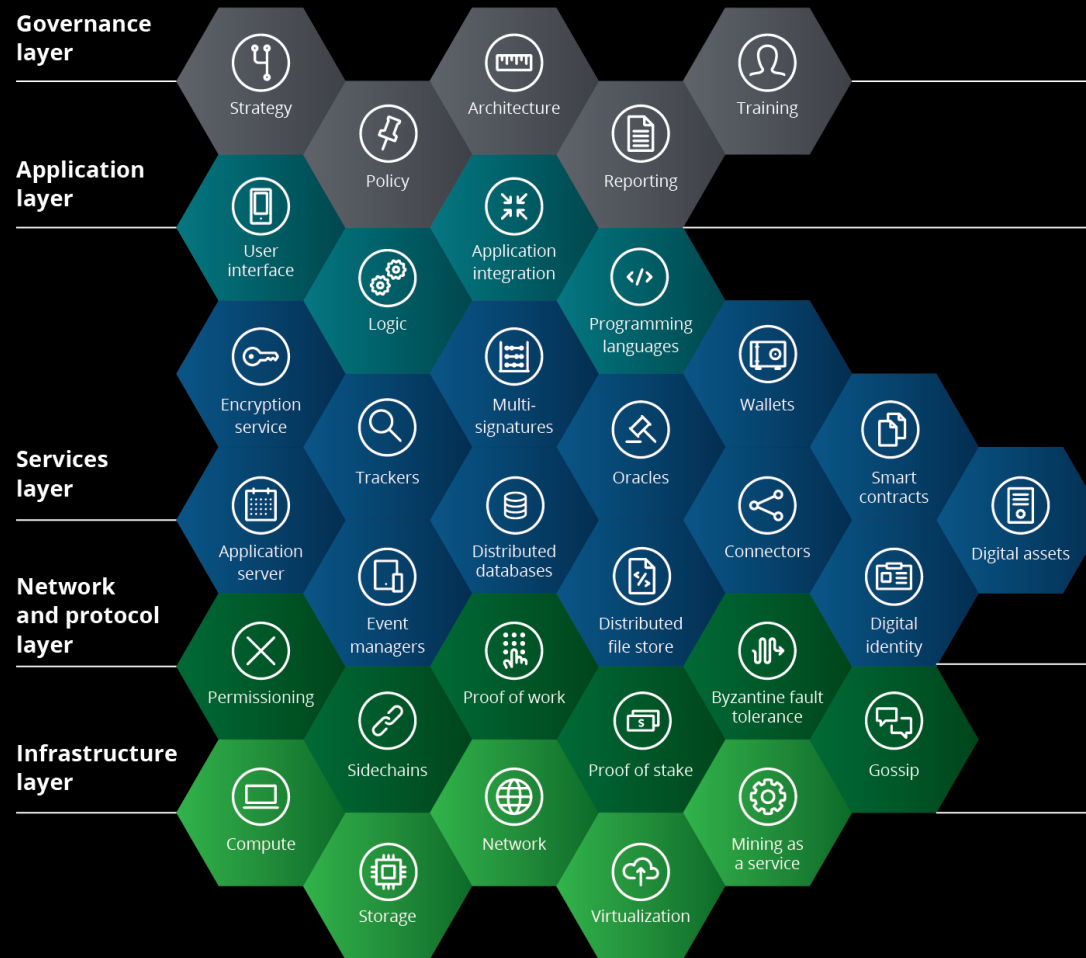 Governance
layer
Strategy
Architecture
Training
Policy
Reporting
Application
layer
User
interface
Application
integration
Logic
Programming
languages
Services
layer
Encryption
service
Multi-
signatures
Wallets
Trackers
Oracles
Smart
contracts
Application
server
Distributed
databases
Connectors
Digital assets
Event
managers
Distributed
file store
Digital
identity
Network
and protocol
layer
Permissioning
Proof of work
Byzantine fault
tolerance
Sidechains
Proof of stake
Gossip
Infrastructure
layer
Compute
Network
Mining as
a service
Storage
Virtualization